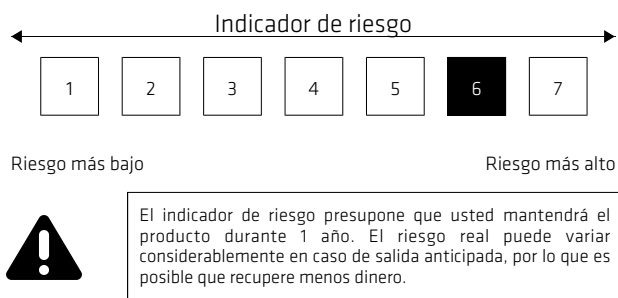 Indicador de riesgo
1 2 3 4 5 6 7
Riesgo más bajo Riesgo más alto
El indicador de riesgo presupone que usted mantendrá el
producto durante 1 año. El riesgo real puede variar
considerablemente en caso de salida anticipada, por lo que es
posible que recupere menos dinero.